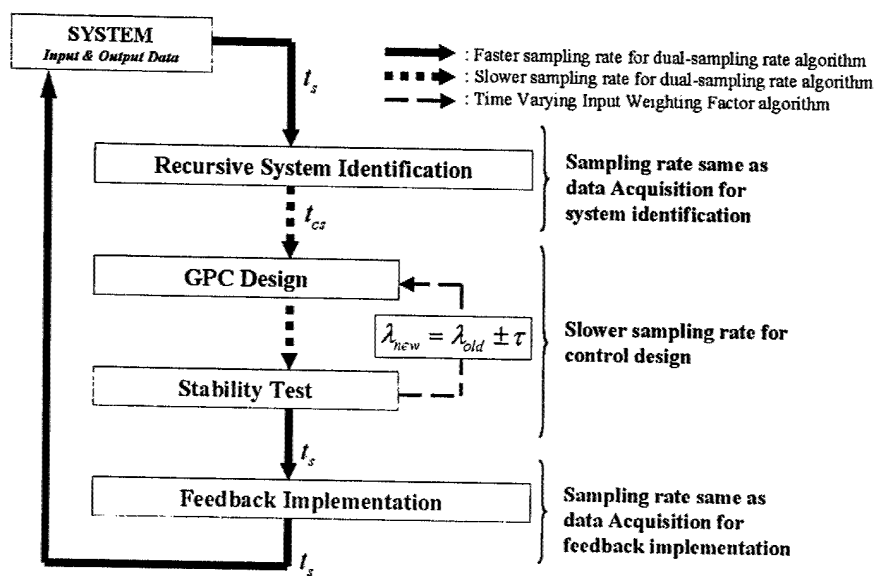 SYSTEM
Input & Output Data
: Faster sampling rate for dual-sampling rate algorithm
: Slower sampling rate for dual-sampling rate algorithm
: Time Varying Input Weighting Factor algorithm
t_s
Recursive System Identification
Sampling rate same as
data Acquisition for
system identification
t_cs
GPC Design
λ_new = λ_old ± τ
Slower sampling rate for
control design
Stability Test
t_s
Feedback Implementation
Sampling rate same as
data Acquisition for
feedback implementation
t_s